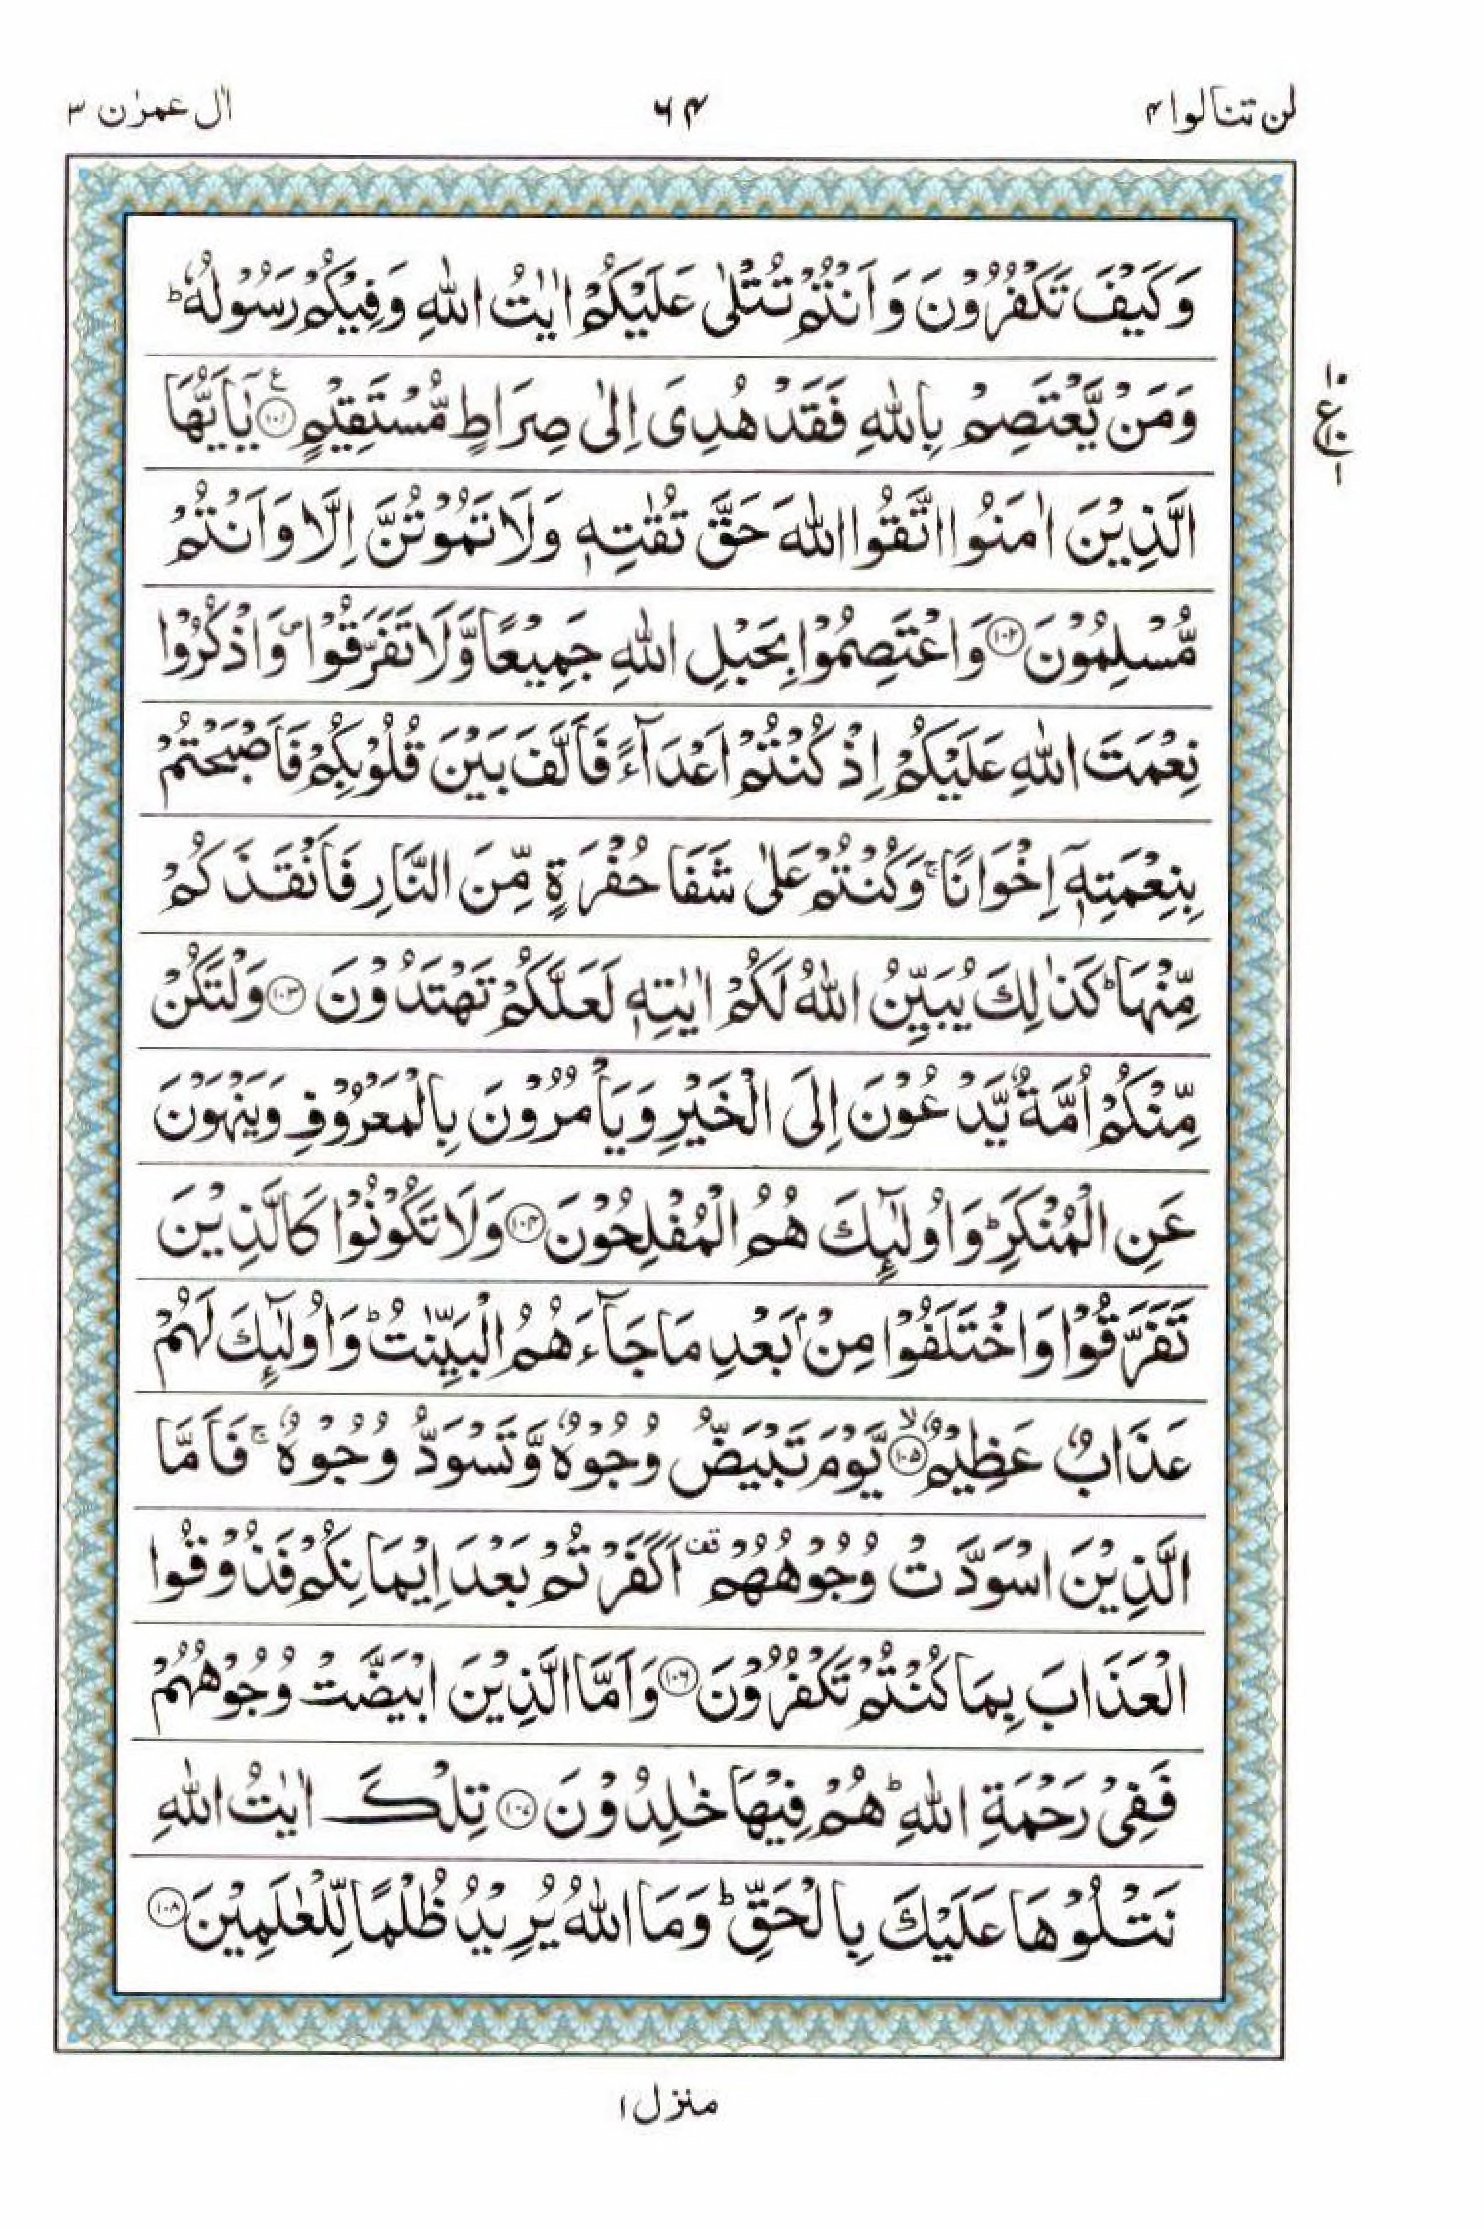 لن تنالوا ۴
۶۴
اٰل عمرٰن ۳
وَكَيْفَ تَكْفُرُوْنَ وَاَنْتُمْ تُتْلٰى عَلَيْكُمْ اٰيٰتُ اللّٰهِ وَفِيْكُمْ رَسُوْلُهٗ ؕ
وَمَنْ يَّعْتَصِمْ بِاللّٰهِ فَقَدْ هُدِىَ اِلٰى صِرَاطٍ مُّسْتَقِيْمٍ ﴿۱۰۱﴾ ع يٰۤاَيُّهَا
۱۰
ع
۱۰
۱
الَّذِيْنَ اٰمَنُوا اتَّقُوا اللّٰهَ حَقَّ تُقٰتِهٖ وَلَا تَمُوْتُنَّ اِلَّا وَاَنْتُمْ
مُّسْلِمُوْنَ ﴿۱۰۲﴾ وَاعْتَصِمُوْا بِحَبْلِ اللّٰهِ جَمِيْعًا وَّلَا تَفَرَّقُوْا ۪ وَاذْكُرُوْا
نِعْمَتَ اللّٰهِ عَلَيْكُمْ اِذْ كُنْتُمْ اَعْدَآءً فَاَلَّفَ بَيْنَ قُلُوْبِكُمْ فَاَصْبَحْتُمْ
بِنِعْمَتِهٖۤ اِخْوَانًا ۚ وَكُنْتُمْ عَلٰى شَفَا حُفْرَةٍ مِّنَ النَّارِ فَاَنْقَذَكُمْ
مِّنْهَا ؕ كَذٰلِكَ يُبَيِّنُ اللّٰهُ لَكُمْ اٰيٰتِهٖ لَعَلَّكُمْ تَهْتَدُوْنَ ﴿۱۰۳﴾ وَلْتَكُنْ
مِّنْكُمْ اُمَّةٌ يَّدْعُوْنَ اِلَى الْخَيْرِ وَيَاْمُرُوْنَ بِالْمَعْرُوْفِ وَيَنْهَوْنَ
عَنِ الْمُنْكَرِ ؕ وَاُولٰٓئِكَ هُمُ الْمُفْلِحُوْنَ ﴿۱۰۴﴾ وَلَا تَكُوْنُوْا كَالَّذِيْنَ
تَفَرَّقُوْا وَاخْتَلَفُوْا مِنْۢ بَعْدِ مَا جَآءَهُمُ الْبَيِّنٰتُ ؕ وَاُولٰٓئِكَ لَهُمْ
عَذَابٌ عَظِيْمٌ ۙ﴿۱۰۵﴾ يَّوْمَ تَبْيَضُّ وُجُوْهٌ وَّتَسْوَدُّ وُجُوْهٌ ۚ فَاَمَّا
الَّذِيْنَ اسْوَدَّتْ وُجُوْهُهُمْ قف اَكَفَرْتُمْ بَعْدَ اِيْمَانِكُمْ فَذُوْقُوا
الْعَذَابَ بِمَا كُنْتُمْ تَكْفُرُوْنَ ﴿۱۰۶﴾ وَاَمَّا الَّذِيْنَ ابْيَضَّتْ وُجُوْهُهُمْ
فَفِىْ رَحْمَةِ اللّٰهِ ؕ هُمْ فِيْهَا خٰلِدُوْنَ ﴿۱۰۷﴾ تِلْكَ اٰيٰتُ اللّٰهِ
نَتْلُوْهَا عَلَيْكَ بِالْحَقِّ ؕ وَمَا اللّٰهُ يُرِيْدُ ظُلْمًا لِّلْعٰلَمِيْنَ ﴿۱۰۸﴾
منزل ۱